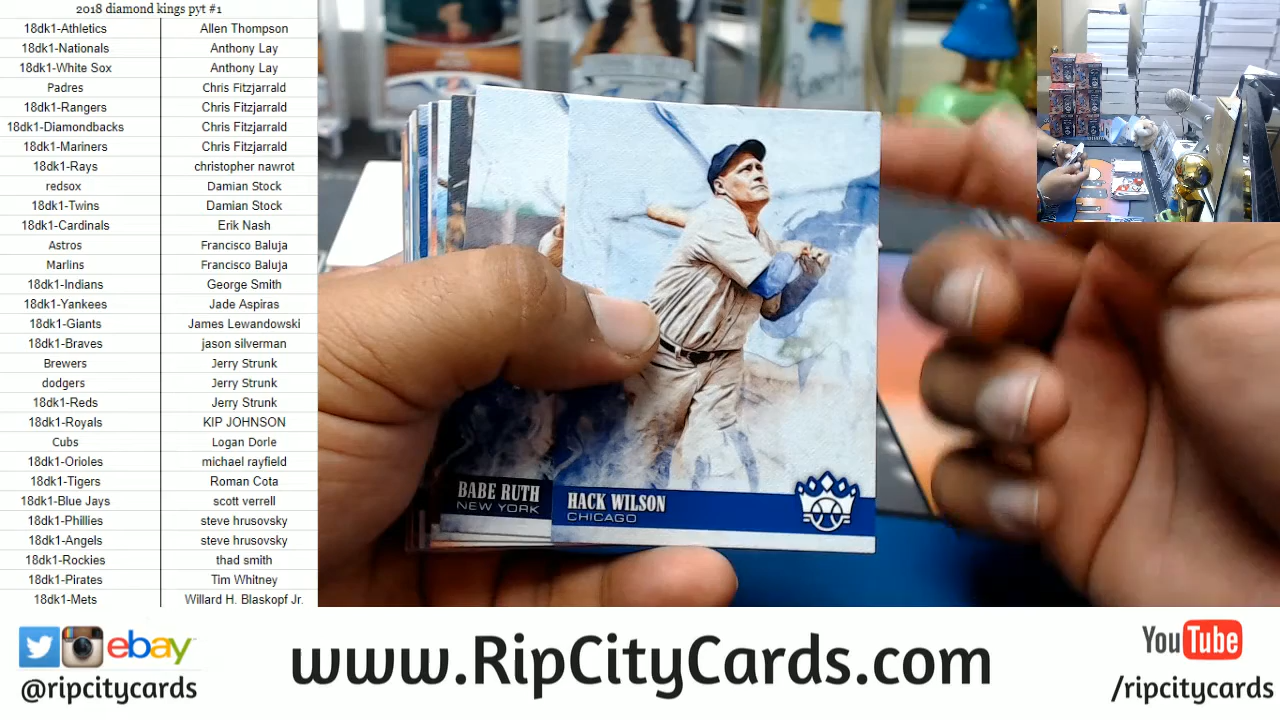 2018 diamond kings pyt #1
18dk1-Athletics Allen Thompson
18dk1-Nationals Anthony Lay
18dk1-White Sox Anthony Lay
Padres Chris Fitzjarrald
18dk1-Rangers Chris Fitzjarrald
18dk1-Diamondbacks Chris Fitzjarrald
18dk1-Mariners Chris Fitzjarrald
18dk1-Rays christopher nawrot
redsox Damian Stock
18dk1-Twins Damian Stock
18dk1-Cardinals Erik Nash
Astros Francisco Baluja
Marlins Francisco Baluja
18dk1-Indians George Smith
18dk1-Yankees Jade Aspiras
18dk1-Giants James Lewandowski
18dk1-Braves jason silverman
Brewers Jerry Strunk
dodgers Jerry Strunk
18dk1-Reds Jerry Strunk
18dk1-Royals KIP JOHNSON
Cubs Logan Dorle
18dk1-Orioles michael rayfield
18dk1-Tigers Roman Cota
18dk1-Blue Jays scott verrell
18dk1-Phillies steve hrusovsky
18dk1-Angels steve hrusovsky
18dk1-Rockies thad smith
18dk1-Pirates Tim Whitney
18dk1-Mets Willard H. Blaskopf Jr.
BABE RUTH
NEW YORK
HACK WILSON
CHICAGO
ebay
@ripcitycards
www.RipCityCards.com
YouTube
/ripcitycards